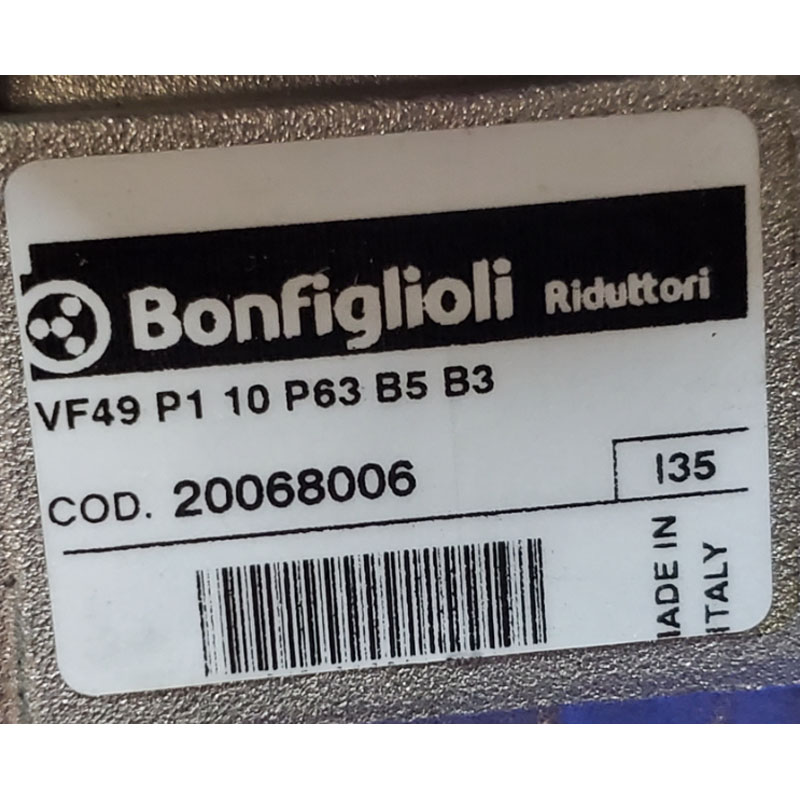 Bonfiglioli Riduttori
VF49 P1 10 P63 B5 B3
COD. 20068006
I35
MADE IN
ITALY